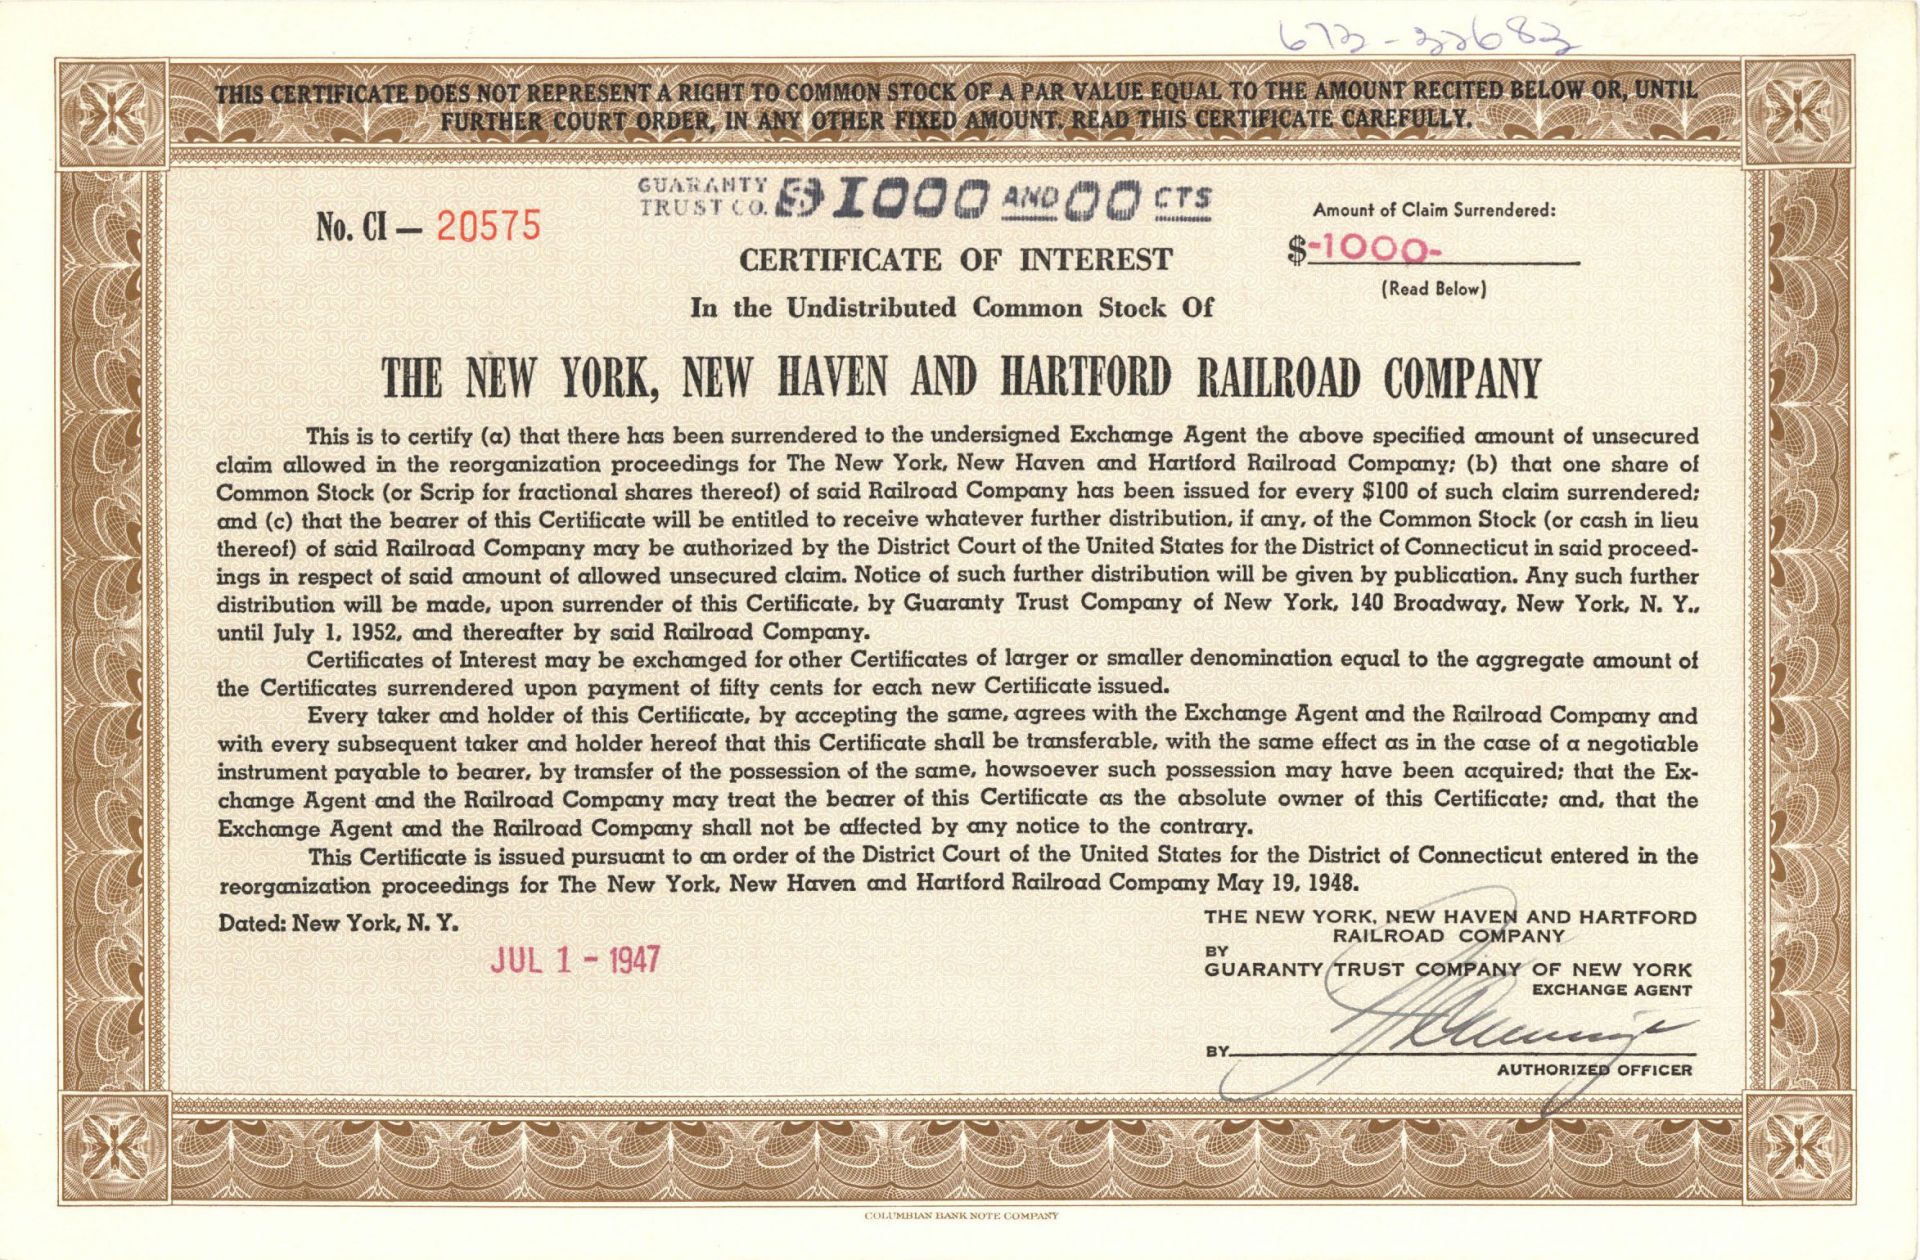 673-32683
THIS CERTIFICATE DOES NOT REPRESENT A RIGHT TO COMMON STOCK OF A PAR VALUE EQUAL TO THE AMOUNT RECITED BELOW OR, UNTIL
FURTHER COURT ORDER, IN ANY OTHER FIXED AMOUNT. READ THIS CERTIFICATE CAREFULLY.
No. CI — 20575
GUARANTY
TRUST CO. $1000 AND 00 CTS
Amount of Claim Surrendered:
$-1000-
(Read Below)
CERTIFICATE OF INTEREST
In the Undistributed Common Stock Of
THE NEW YORK, NEW HAVEN AND HARTFORD RAILROAD COMPANY
This is to certify (a) that there has been surrendered to the undersigned Exchange Agent the above specified amount of unsecured
claim allowed in the reorganization proceedings for The New York, New Haven and Hartford Railroad Company; (b) that one share of
Common Stock (or Scrip for fractional shares thereof) of said Railroad Company has been issued for every $100 of such claim surrendered;
and (c) that the bearer of this Certificate will be entitled to receive whatever further distribution, if any, of the Common Stock (or cash in lieu
thereof) of said Railroad Company may be authorized by the District Court of the United States for the District of Connecticut in said proceed-
ings in respect of said amount of allowed unsecured claim. Notice of such further distribution will be given by publication. Any such further
distribution will be made, upon surrender of this Certificate, by Guaranty Trust Company of New York, 140 Broadway, New York, N. Y.,
until July 1, 1952, and thereafter by said Railroad Company.
Certificates of Interest may be exchanged for other Certificates of larger or smaller denomination equal to the aggregate amount of
the Certificates surrendered upon payment of fifty cents for each new Certificate issued.
Every taker and holder of this Certificate, by accepting the same, agrees with the Exchange Agent and the Railroad Company and
with every subsequent taker and holder hereof that this Certificate shall be transferable, with the same effect as in the case of a negotiable
instrument payable to bearer, by transfer of the possession of the same, howsoever such possession may have been acquired; that the Ex-
change Agent and the Railroad Company may treat the bearer of this Certificate as the absolute owner of this Certificate; and, that the
Exchange Agent and the Railroad Company shall not be affected by any notice to the contrary.
This Certificate is issued pursuant to an order of the District Court of the United States for the District of Connecticut entered in the
reorganization proceedings for The New York, New Haven and Hartford Railroad Company May 19, 1948.
Dated: New York, N. Y.
JUL 1 - 1947
THE NEW YORK, NEW HAVEN AND HARTFORD
RAILROAD COMPANY
BY
GUARANTY TRUST COMPANY OF NEW YORK
EXCHANGE AGENT
BY
AUTHORIZED OFFICER
COLUMBIAN BANK NOTE COMPANY